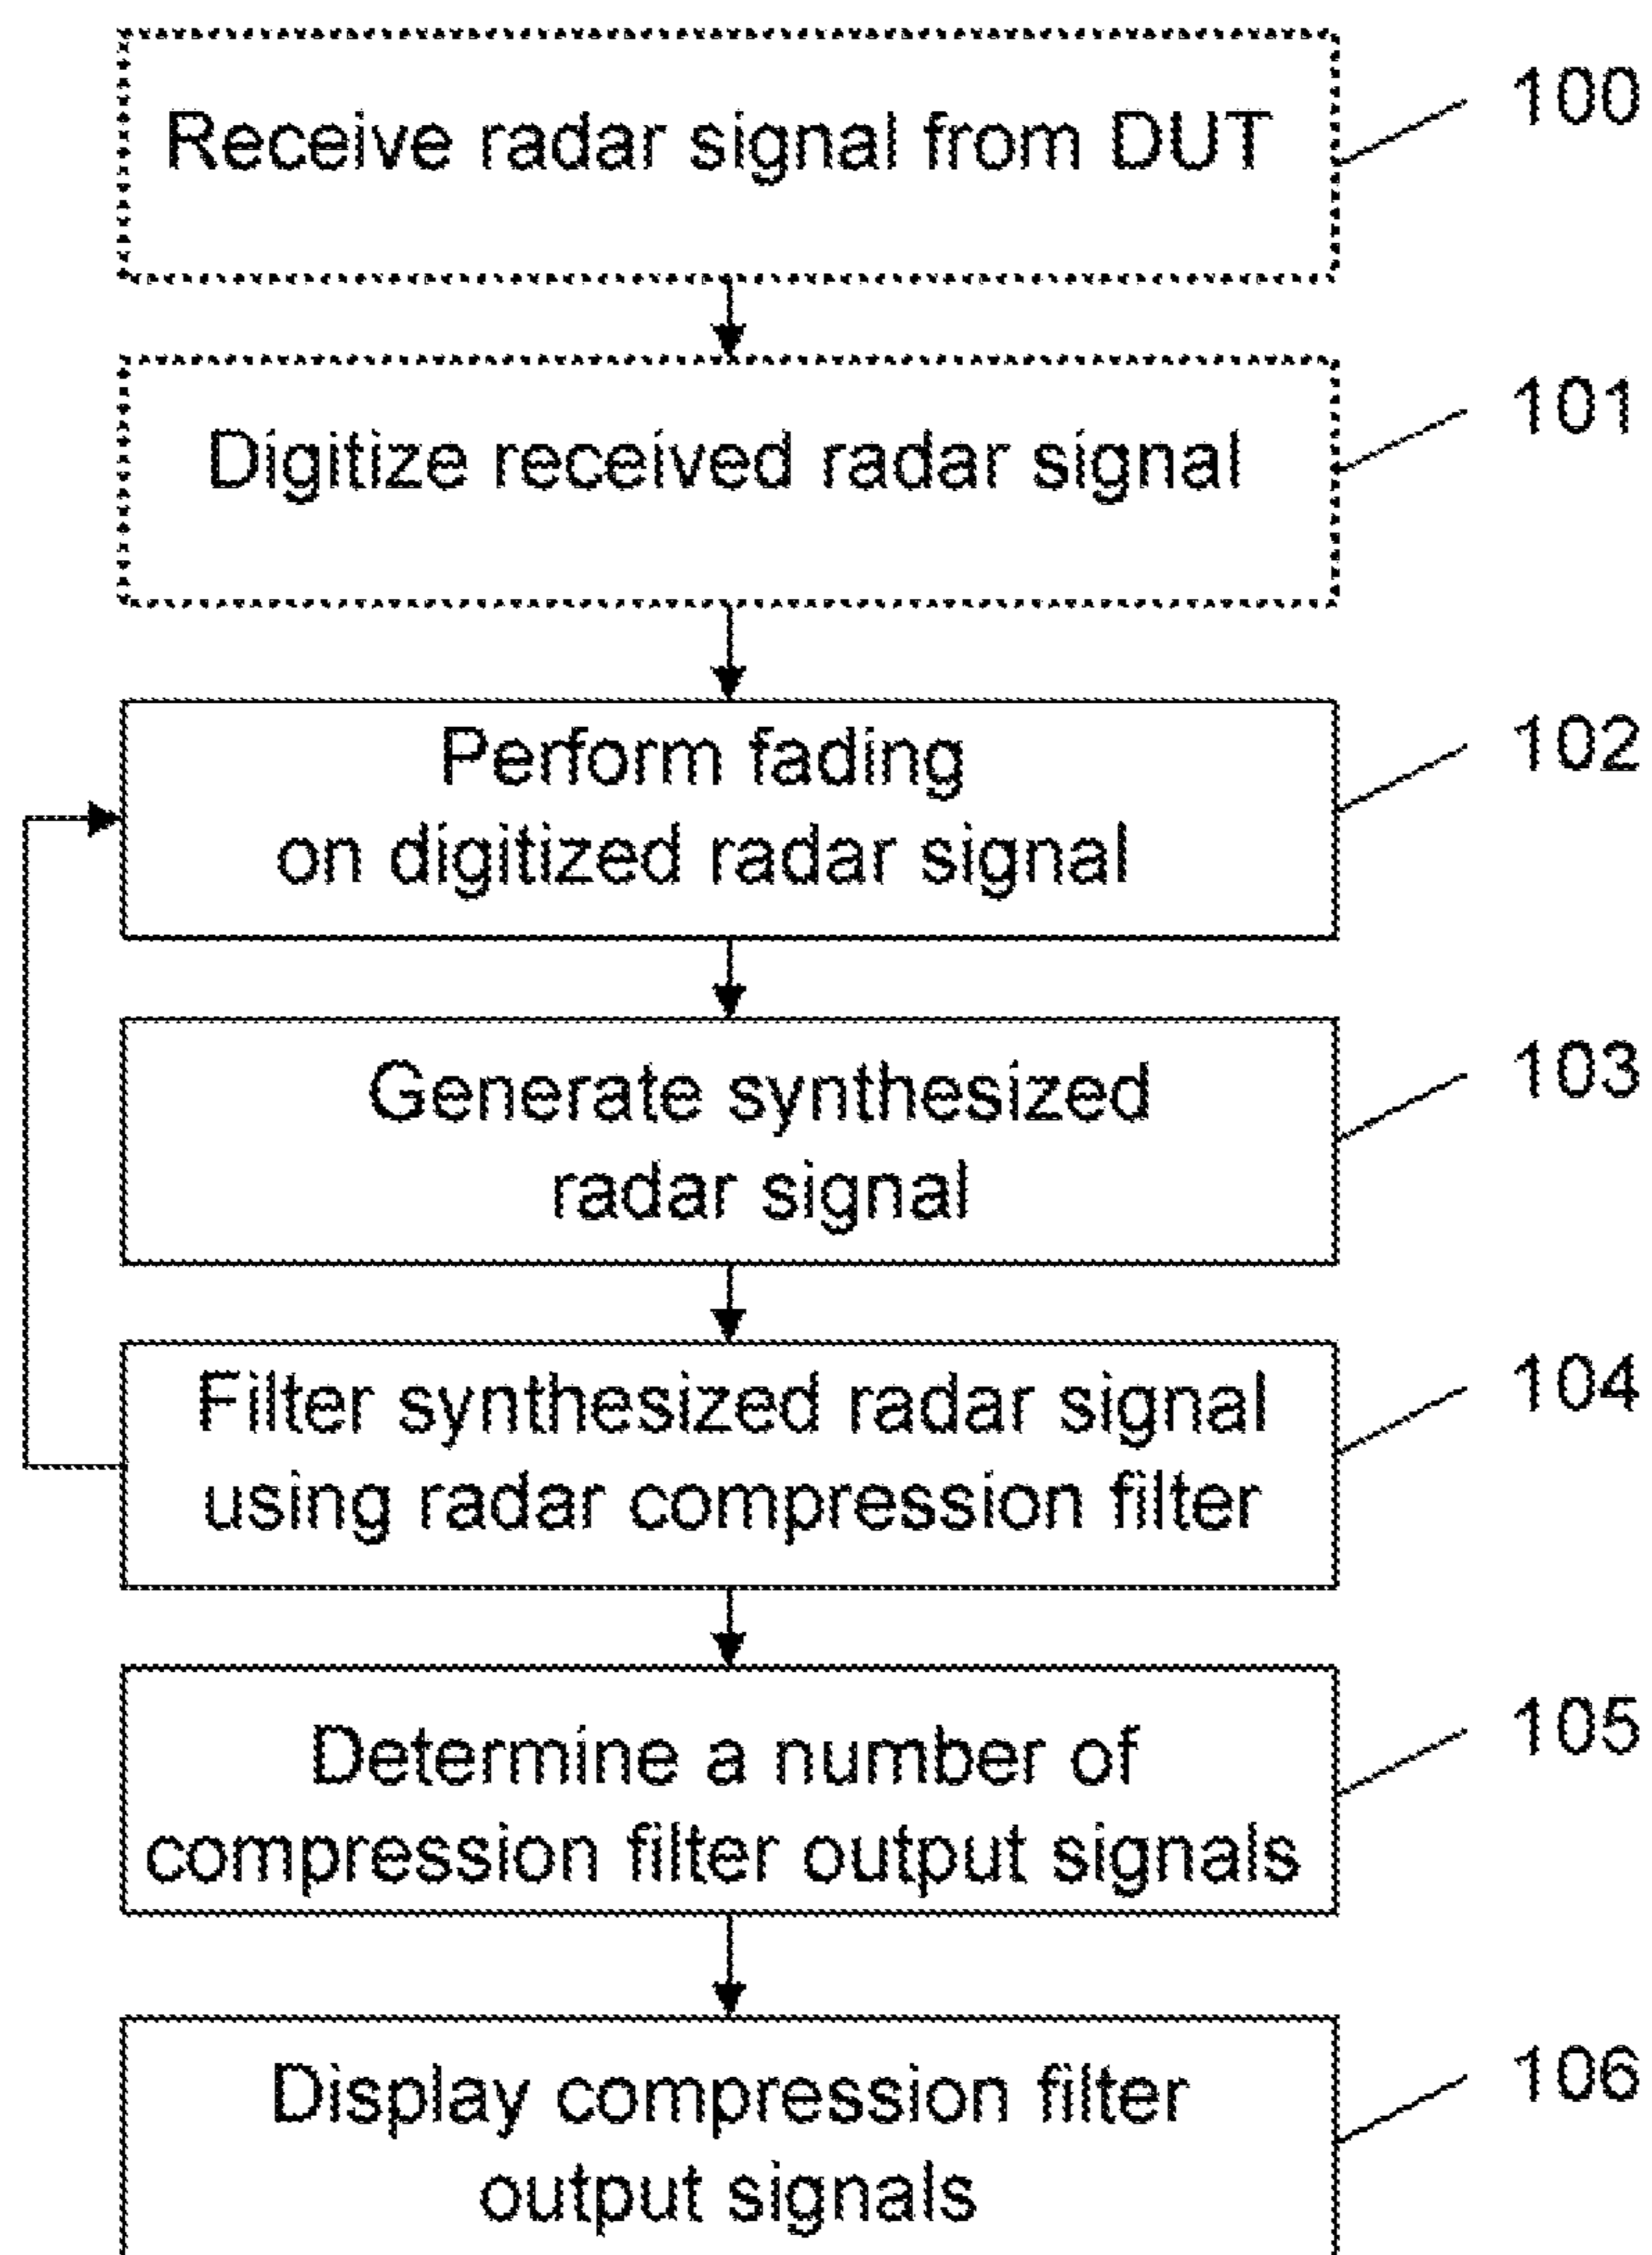 Receive radar signal from DUT
100
Digitize received radar signal
101
Perform fading
on digitized radar signal
102
Generate synthesized
radar signal
103
Filter synthesized radar signal
using radar compression filter
104
Determine a number of
compression filter output signals
105
Display compression filter
output signals
106